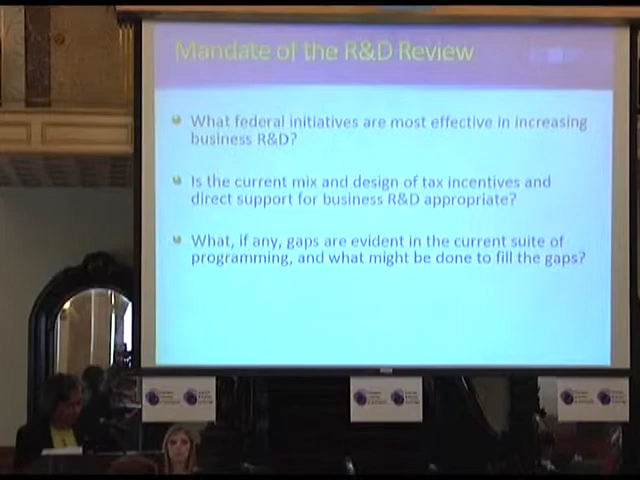 Mandate of the R&D Review
What federal initiatives are most effective in increasing
business R&D?
Is the current mix and design of tax incentives and
direct support for business R&D appropriate?
What, if any, gaps are evident in the current suite of
programming, and what might be done to fill the gaps?